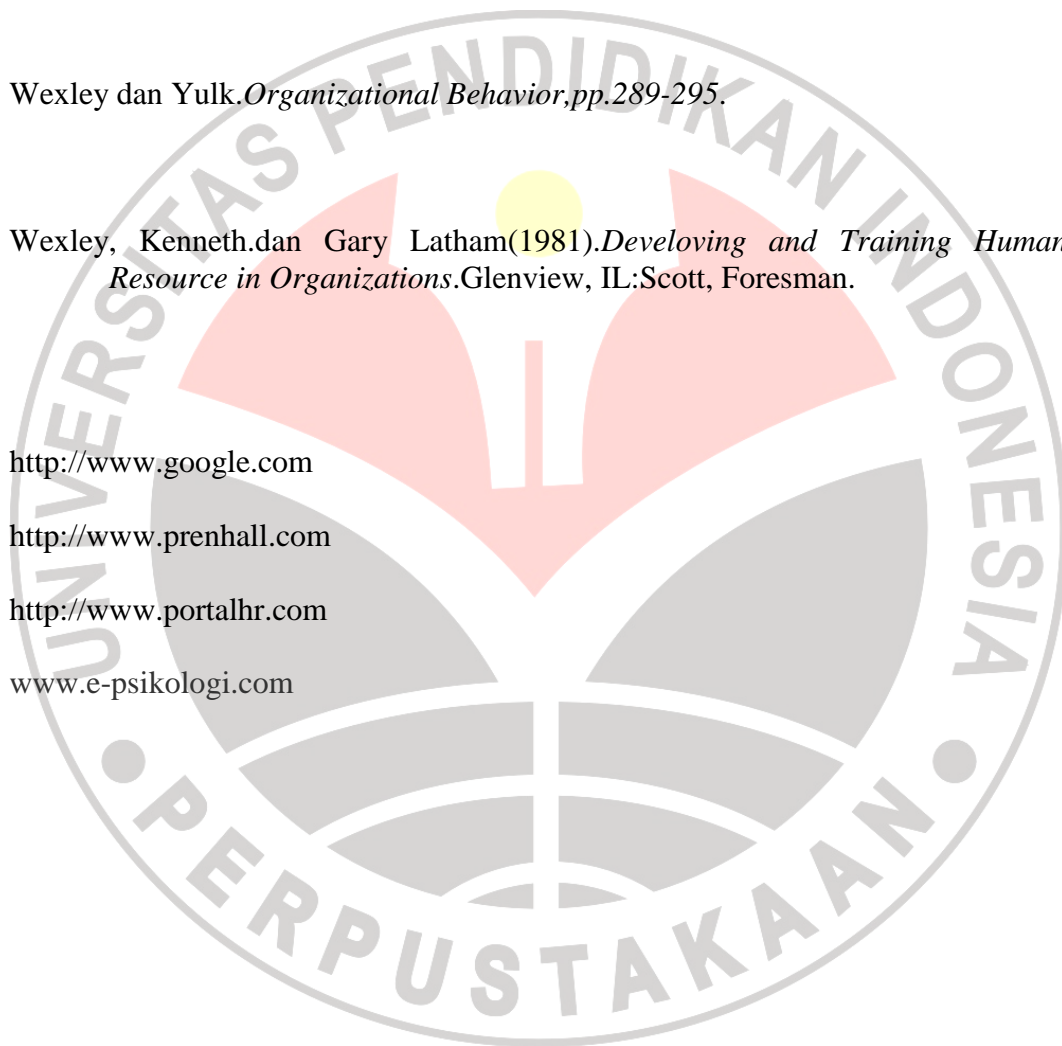 Wexley dan Yulk.Organizational Behavior,pp.289-295.
Wexley, Kenneth.dan Gary Latham(1981).Develoving and Training Human
Resource in Organizations.Glenview, IL:Scott, Foresman.
http://www.google.com
http://www.prenhall.com
http://www.portalhr.com
www.e-psikologi.com
UNIVERSITAS PENDIDIKAN INDONESIA
PERPUSTAKAAN